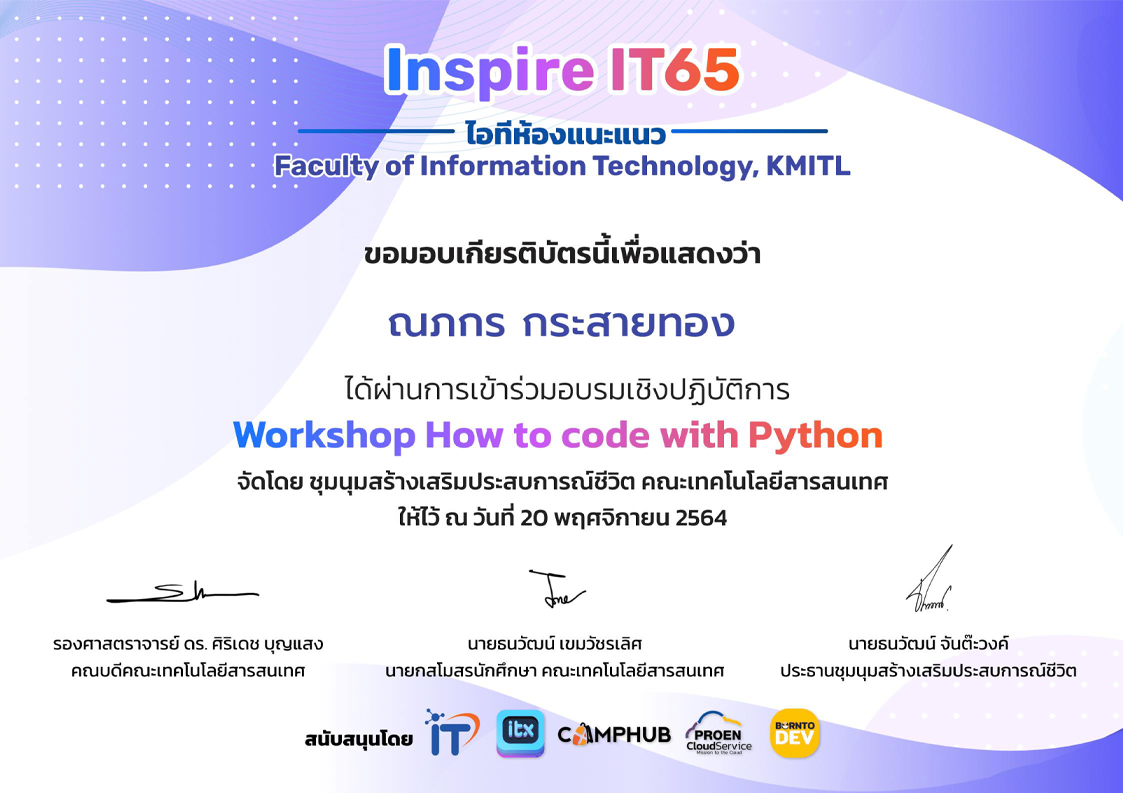 Inspire IT65
ไอทีห้องแนะแนว
Faculty of Information Technology, KMITL
ขอมอบเกียรติบัตรนี้เพื่อแสดงว่า
ณภกร กระสายทอง
ได้ผ่านการเข้าร่วมอบรมเชิงปฏิบัติการ
Workshop How to code with Python
จัดโดย ชุมนุมสร้างเสริมประสบการณ์ชีวิต คณะเทคโนโลยีสารสนเทศ
ให้ไว้ ณ วันที่ 20 พฤศจิกายน 2564
รองศาสตราจารย์ ดร. ศิริเดช บุญแสง
คณบดีคณะเทคโนโลยีสารสนเทศ
นายธนวัฒน์ เขมวัชรเลิศ
นายกสโมสรนักศึกษา คณะเทคโนโลยีสารสนเทศ
นายธนวัฒน์ จันต๊ะวงค์
ประธานชุมนุมสร้างเสริมประสบการณ์ชีวิต
สนับสนุนโดย
IT
itx
CAMPHUB
PROEN
CloudService
Mission to the Cloud
BORNTO
DEV